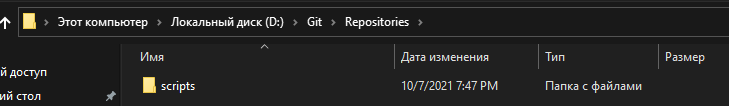 Этот компьютер > Локальный диск (D:) > Git > Repositories >
Имя Дата изменения Тип Размер
й доступ
scripts 10/7/2021 7:47 PM Папка с файлами
ий стол